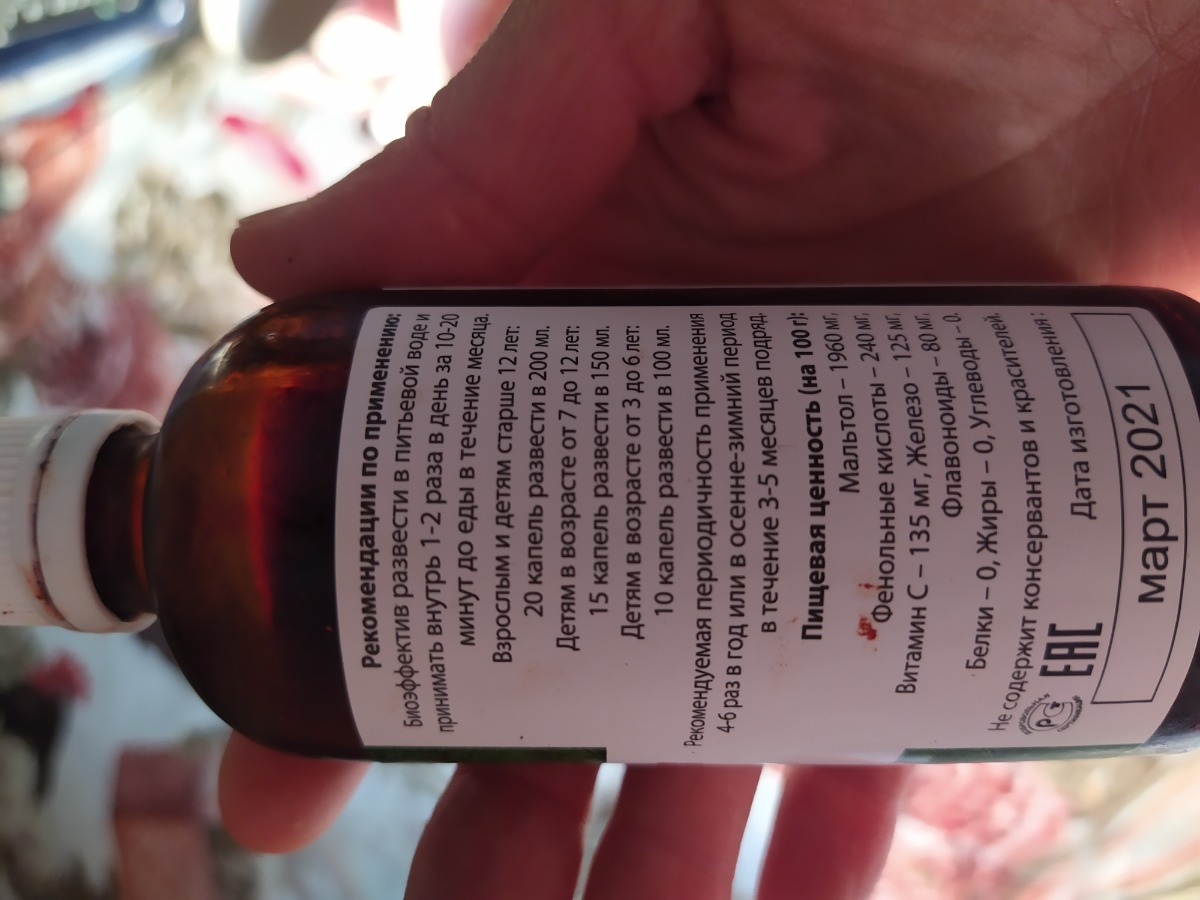 Рекомендации по применению:
Биоэффектив развести в питьевой воде и
принимать внутрь 1-2 раза в день за 10-20
минут до еды в течение месяца.
Взрослым и детям старше 12 лет:
20 капель развести в 200 мл.
Детям в возрасте от 7 до 12 лет:
15 капель развести в 150 мл.
Детям в возрасте от 3 до 6 лет:
10 капель развести в 100 мл.
Рекомендуемая периодичность применения
4-6 раз в год или в осенне-зимний период
в течение 3-5 месяцев подряд.
Пищевая ценность (на 100 г):
Мальтол – 1960 мг,
Фенольные кислоты – 240 мг,
Витамин С – 135 мг, Железо – 125 мг,
Флавоноиды – 80 мг,
Белки – 0, Жиры – 0, Углеводы – 0.
Не содержит консервантов и красителей.
Дата изготовления:
EAC
март 2021